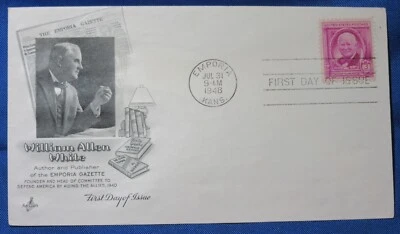 THE EMPORIA GAZETTE
William Allen
White
Author and Publisher
of the EMPORIA GAZETTE
FOUNDER AND HEAD OF COMMITTEE TO
DEFEND AMERICA BY AIDING THE ALLIES, 1940
First Day of Issue
EMPORIA
JUL 31
9-AM
1948
KANS.
FIRST DAY OF ISSUE